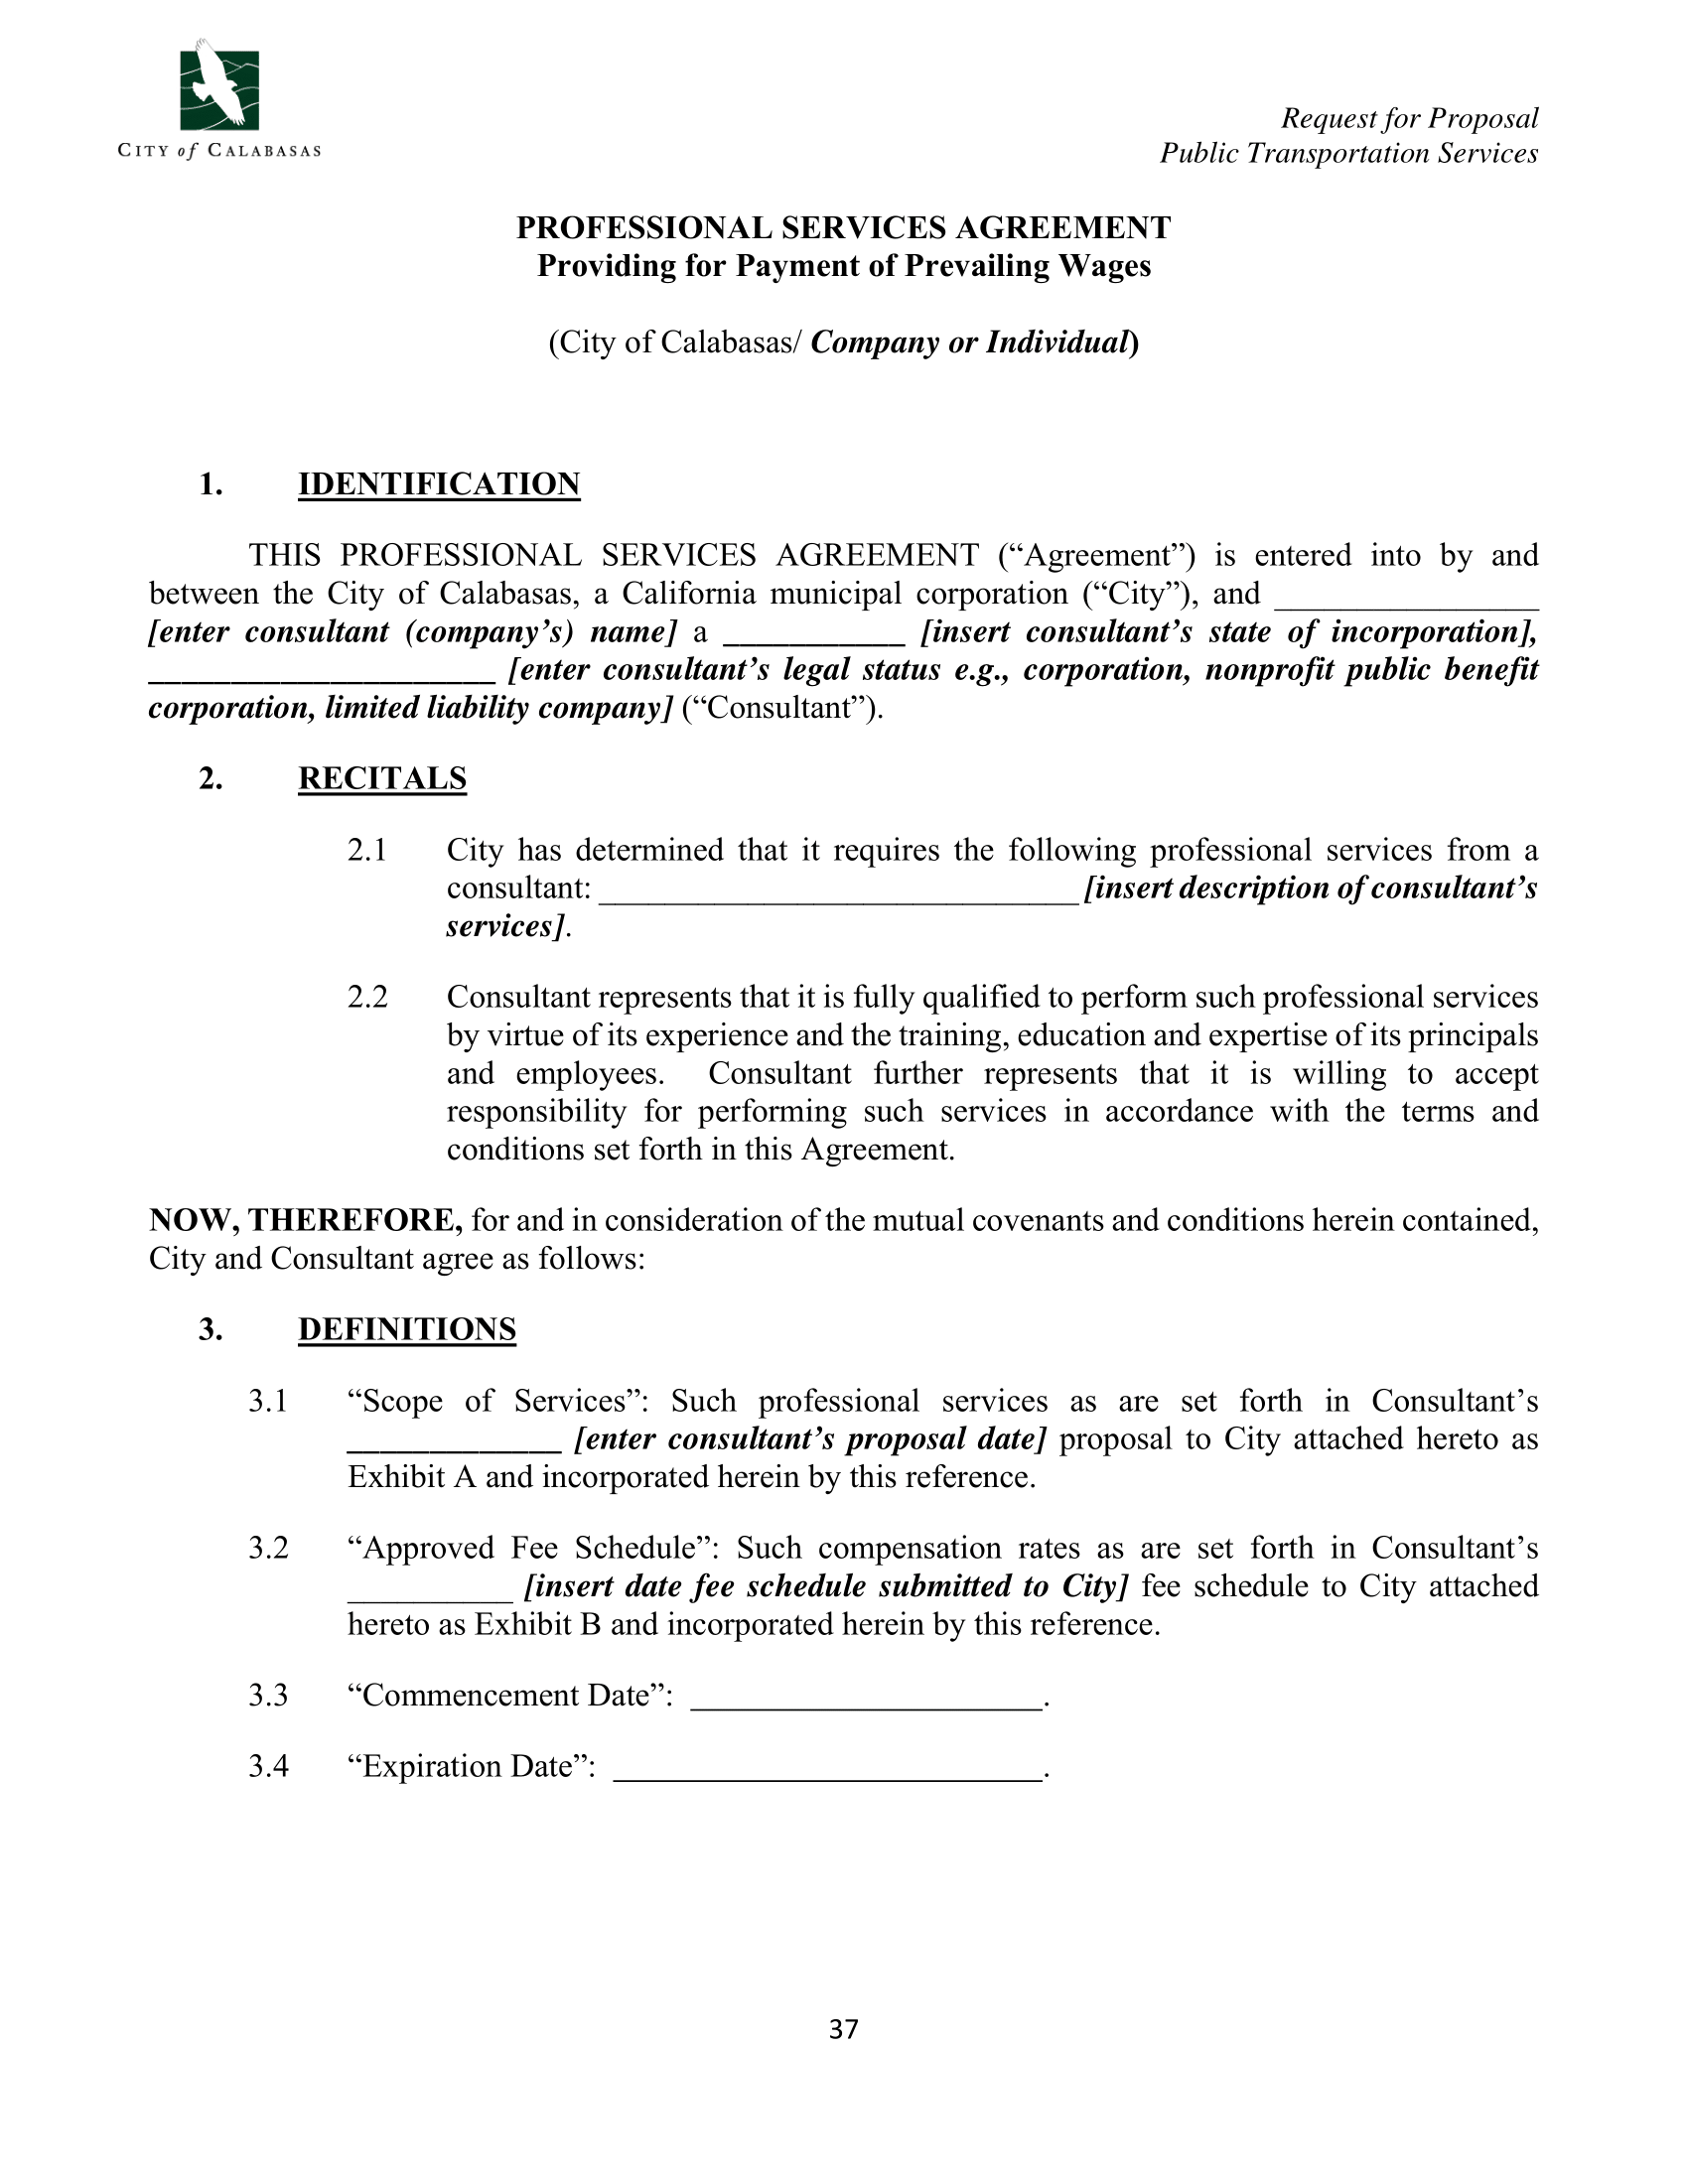 CITY of CALABASAS
Request for Proposal
Public Transportation Services
PROFESSIONAL SERVICES AGREEMENT
Providing for Payment of Prevailing Wages
(City of Calabasas/ Company or Individual)
1. IDENTIFICATION
THIS PROFESSIONAL SERVICES AGREEMENT (“Agreement”) is entered into by and
between the City of Calabasas, a California municipal corporation (“City”), and ________________
[enter consultant (company’s) name] a ___________ [insert consultant’s state of incorporation],
_____________________ [enter consultant’s legal status e.g., corporation, nonprofit public benefit
corporation, limited liability company] (“Consultant”).
2. RECITALS
2.1 City has determined that it requires the following professional services from a
consultant: _____________________________[insert description of consultant’s
services].
2.2 Consultant represents that it is fully qualified to perform such professional services
by virtue of its experience and the training, education and expertise of its principals
and employees. Consultant further represents that it is willing to accept
responsibility for performing such services in accordance with the terms and
conditions set forth in this Agreement.
NOW, THEREFORE, for and in consideration of the mutual covenants and conditions herein contained,
City and Consultant agree as follows:
3. DEFINITIONS
3.1 “Scope of Services”: Such professional services as are set forth in Consultant’s
_____________ [enter consultant’s proposal date] proposal to City attached hereto as
Exhibit A and incorporated herein by this reference.
3.2 “Approved Fee Schedule”: Such compensation rates as are set forth in Consultant’s
__________ [insert date fee schedule submitted to City] fee schedule to City attached
hereto as Exhibit B and incorporated herein by this reference.
3.3 “Commencement Date”: _____________________.
3.4 “Expiration Date”: __________________________.
37